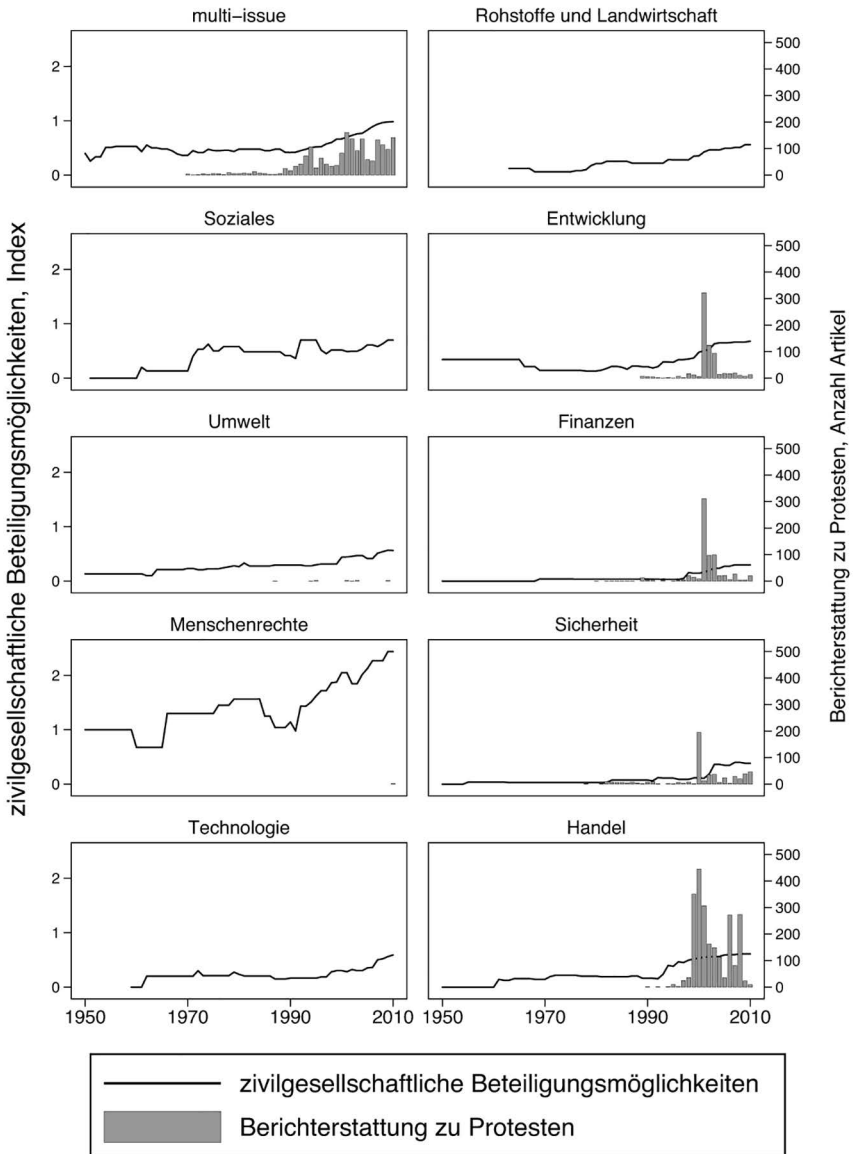 multi–issue
Rohstoffe und Landwirtschaft
2
1
0
500
400
300
200
100
0
Soziales
Entwicklung
2
1
0
500
400
300
200
100
0
Umwelt
Finanzen
2
1
0
500
400
300
200
100
0
Menschenrechte
Sicherheit
2
1
0
500
400
300
200
100
0
Technologie
Handel
2
1
0
500
400
300
200
100
0
1950 1970 1990 2010
1950 1970 1990 2010
zivilgesellschaftliche Beteiligungsmöglichkeiten, Index
Berichterstattung zu Protesten, Anzahl Artikel
zivilgesellschaftliche Beteiligungsmöglichkeiten
Berichterstattung zu Protesten